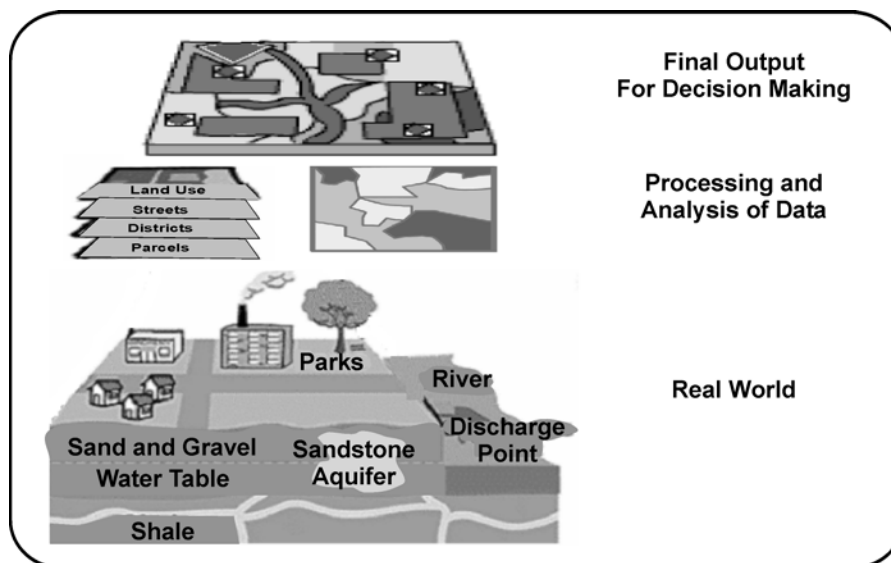 Final Output
For Decision Making
Land Use
Streets
Districts
Parcels
Processing and
Analysis of Data
Parks
River
Real World
Sand and Gravel
Sandstone
Aquifer
Discharge
Point
Water Table
Shale